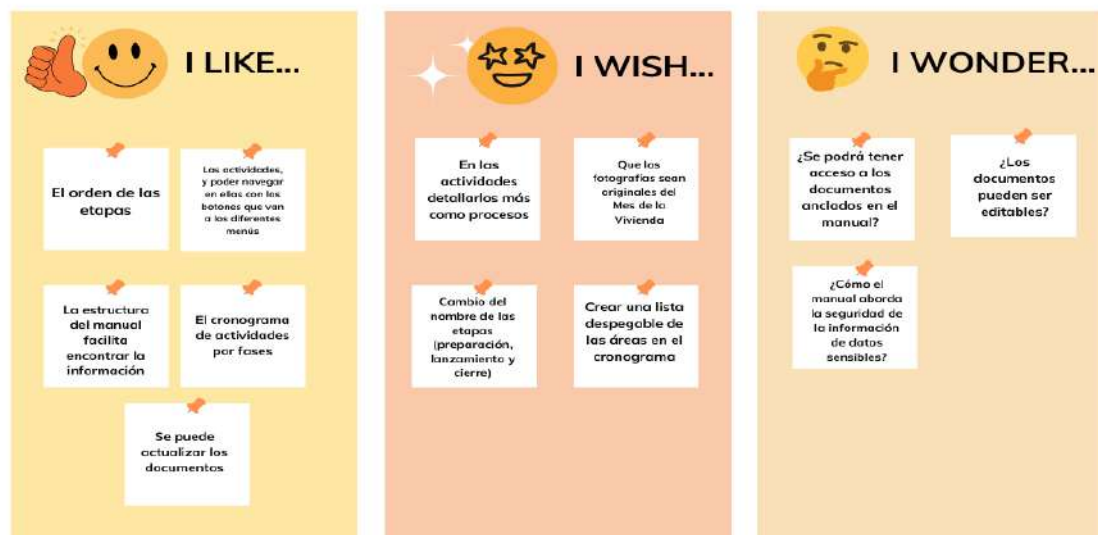 I LIKE...
El orden de las
etapas
Las actividades,
y poder navegar
en ellas con los
botones que van
a los diferentes
menús
La estructura
del manual
facilita
encontrar la
información
El cronograma
de actividades
por fases
Se puede
actualizar los
documentos
I WISH...
En las
actividades
detallarlos más
como procesos
Que las
fotografías sean
originales del
Mes de la
Vivienda
Cambio del
nombre de las
etapas
(preparación,
lanzamiento y
cierre)
Crear una lista
despegable de
las áreas en el
cronograma
I WONDER...
¿Se podrá tener
acceso a los
documentos
anclados en el
manual?
¿Los
documentos
pueden ser
editables?
¿Cómo el
manual aborda
la seguridad de
la información
de datos
sensibles?